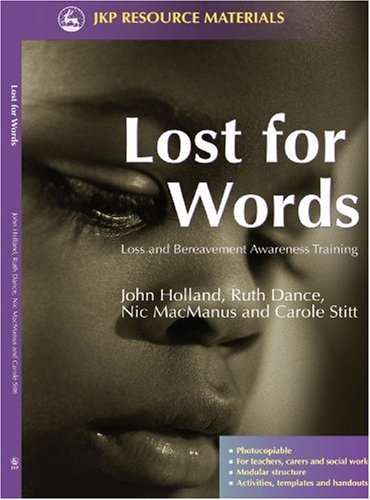 JKP RESOURCE MATERIALS
Lost for
Words
Loss and Bereavement Awareness Training
John Holland, Ruth Dance,
Nic MacManus and Carole Stitt
• Photocopiable
• For teachers, carers and social work
• Modular structure
• Activities, templates and handouts
Lost for Words
John Holland, Ruth Dance, Nic MacManus and Carole Stitt
JKP